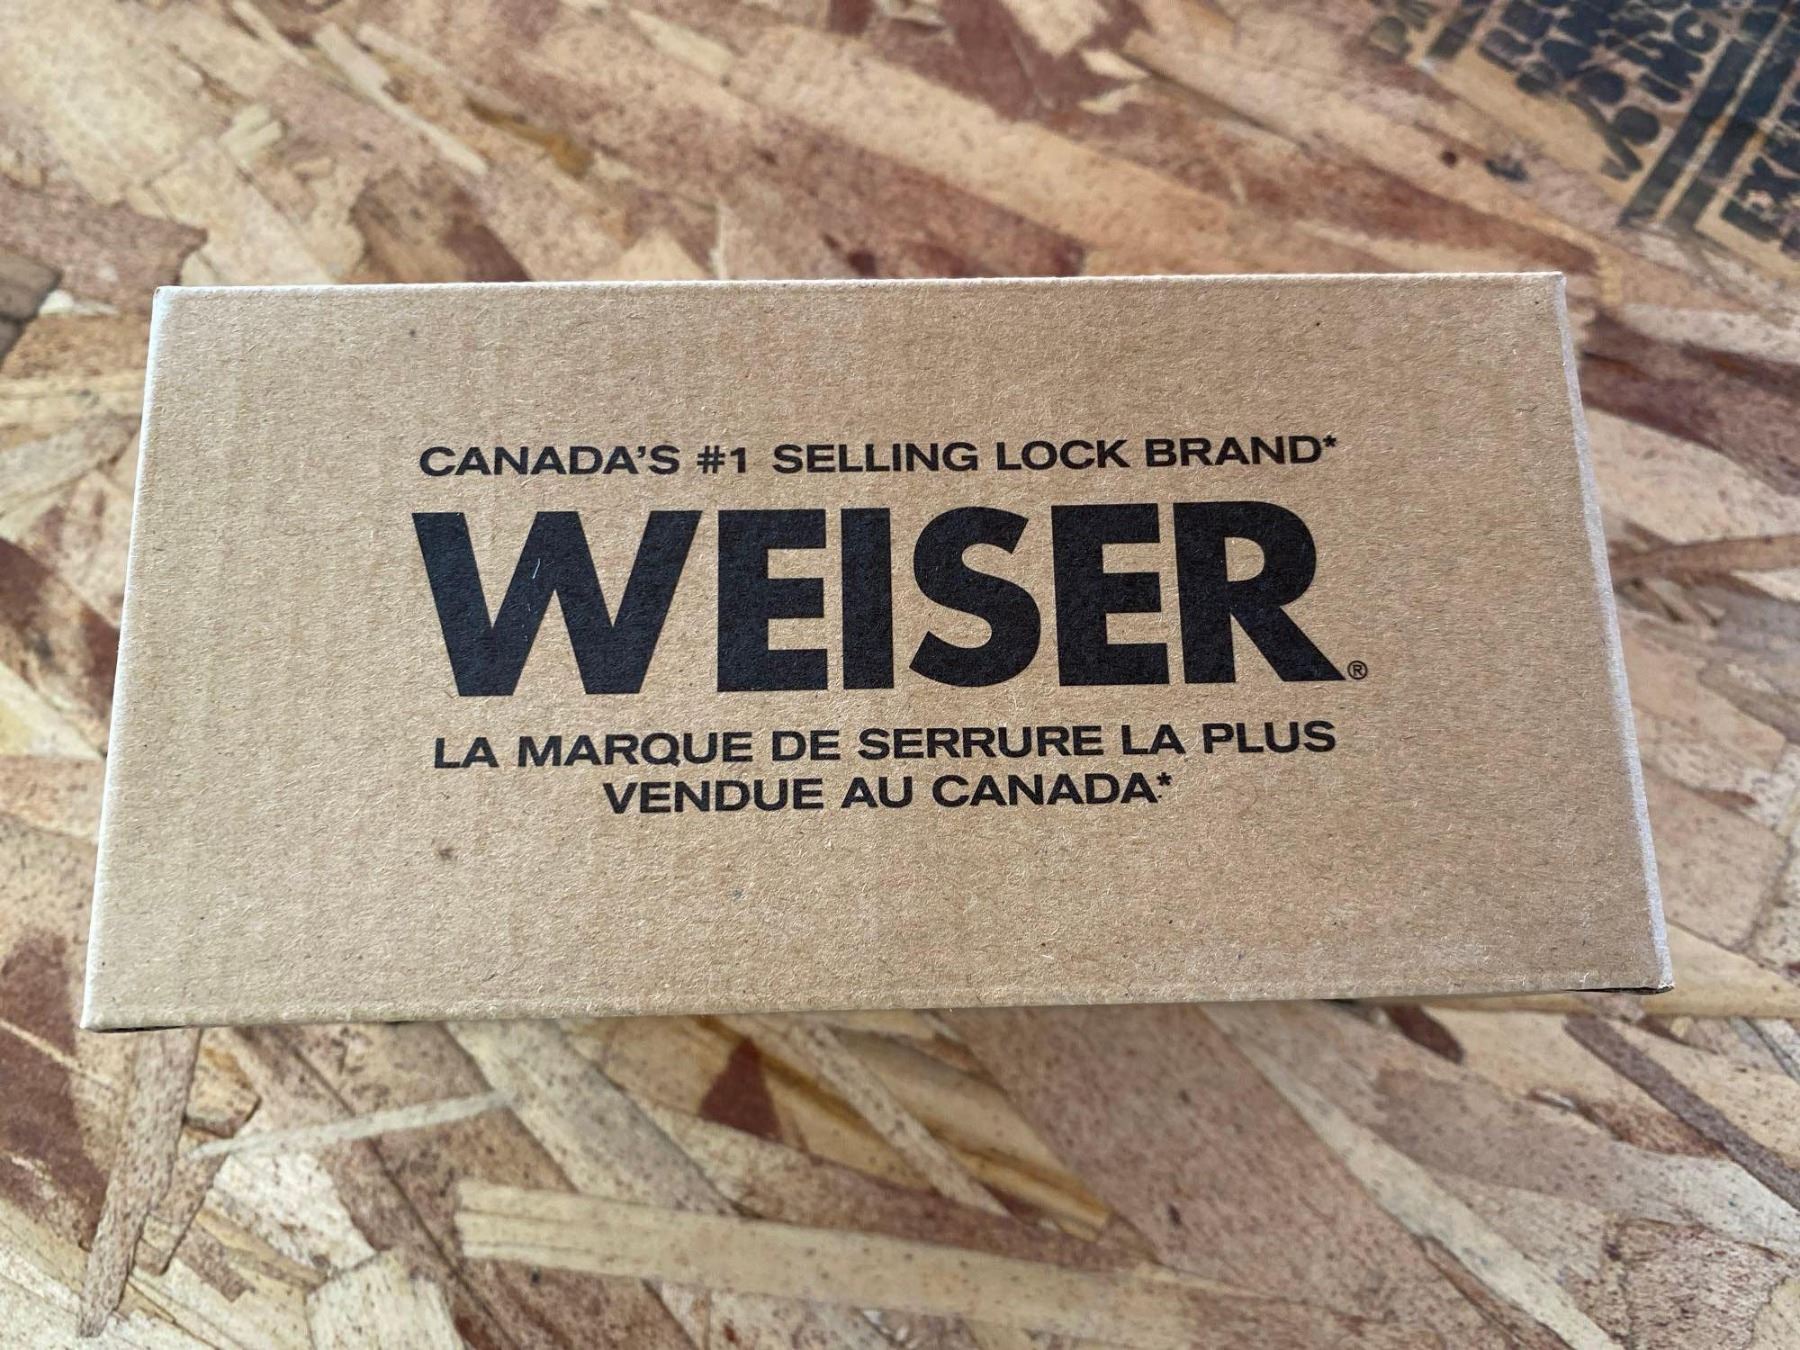 CANADA'S #1 SELLING LOCK BRAND*
WEISER®
LA MARQUE DE SERRURE LA PLUS
VENDUE AU CANADA*